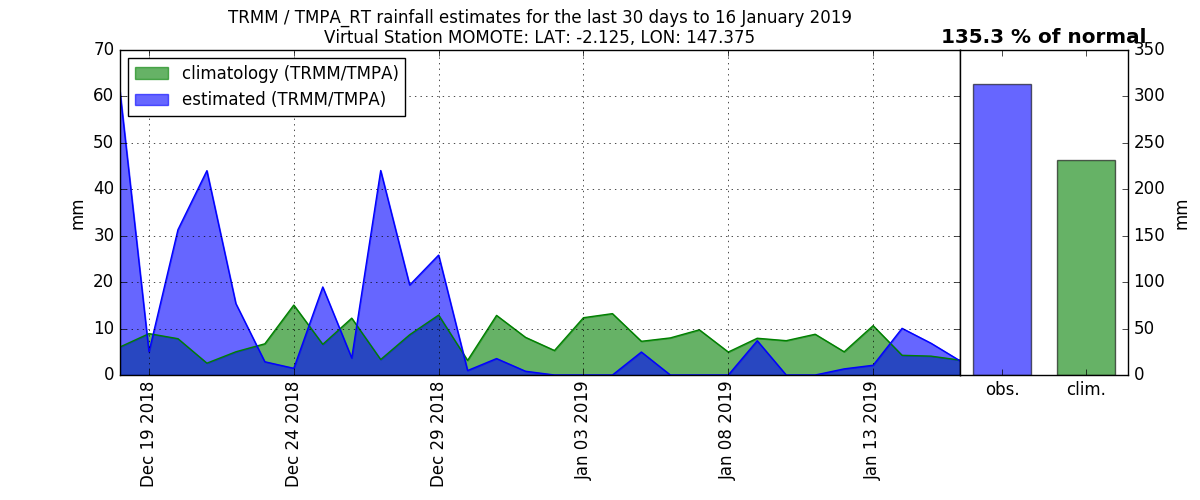 TRMM / TMPA_RT rainfall estimates for the last 30 days to 16 January 2019
Virtual Station MOMOTE: LAT: -2.125, LON: 147.375
135.3 % of normal
climatology (TRMM/TMPA)
estimated (TRMM/TMPA)
70
60
50
40
30
20
10
0
mm
Dec 19 2018
Dec 24 2018
Dec 29 2018
Jan 03 2019
Jan 08 2019
Jan 13 2019
obs.
clim.
350
300
250
200
150
100
50
0
mm